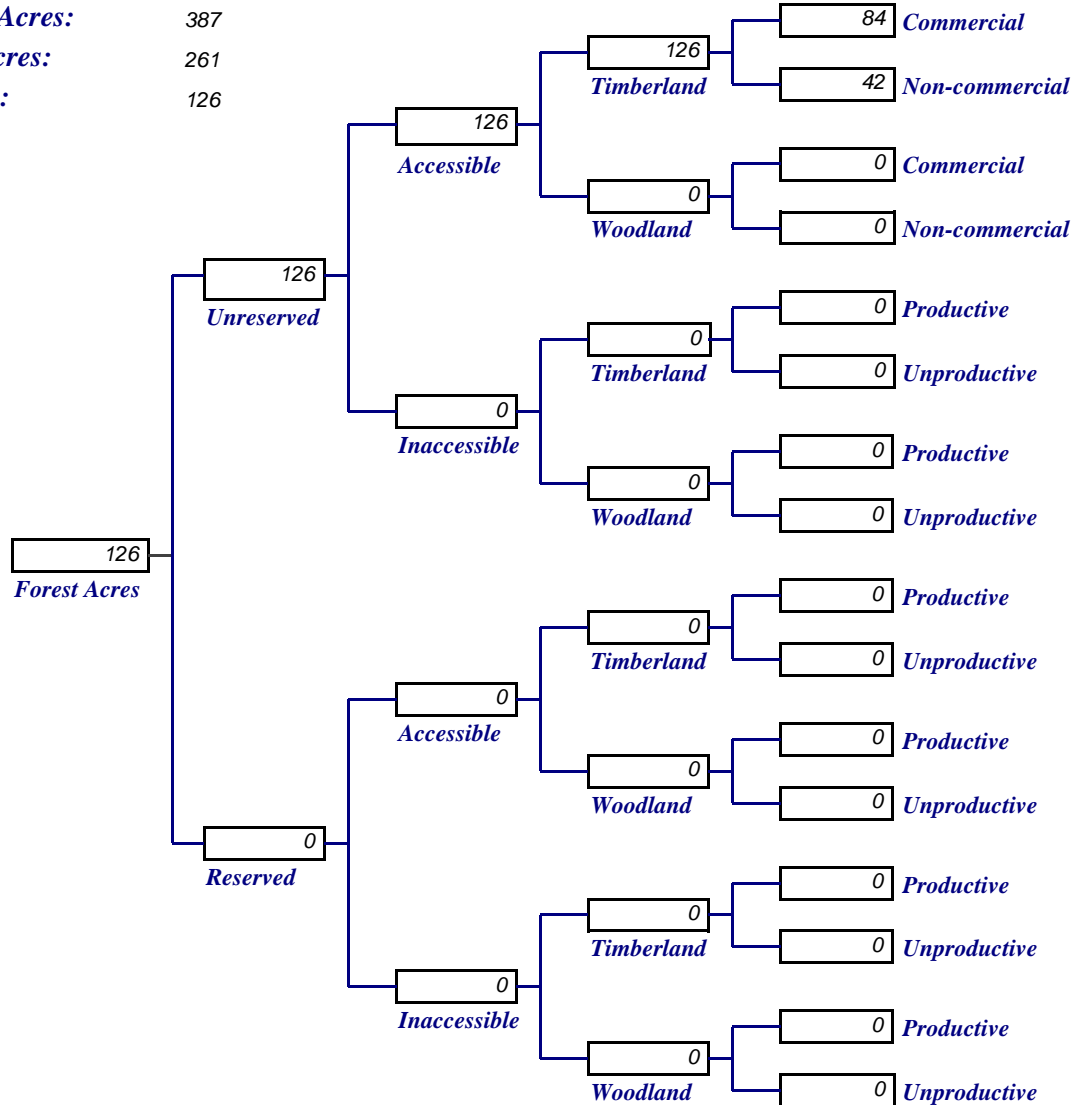 Acres: 387
cres: 261
: 126
84 Commercial
126
Timberland
42 Non-commercial
126
Accessible
0 Commercial
0
Woodland
0 Non-commercial
126
Unreserved
0 Productive
0
Timberland
0 Unproductive
0
Inaccessible
0 Productive
0
Woodland
0 Unproductive
126
Forest Acres
0 Productive
0
Timberland
0 Unproductive
0
Accessible
0 Productive
0
Woodland
0 Unproductive
0
Reserved
0 Productive
0
Timberland
0 Unproductive
0
Inaccessible
0 Productive
0
Woodland
0 Unproductive